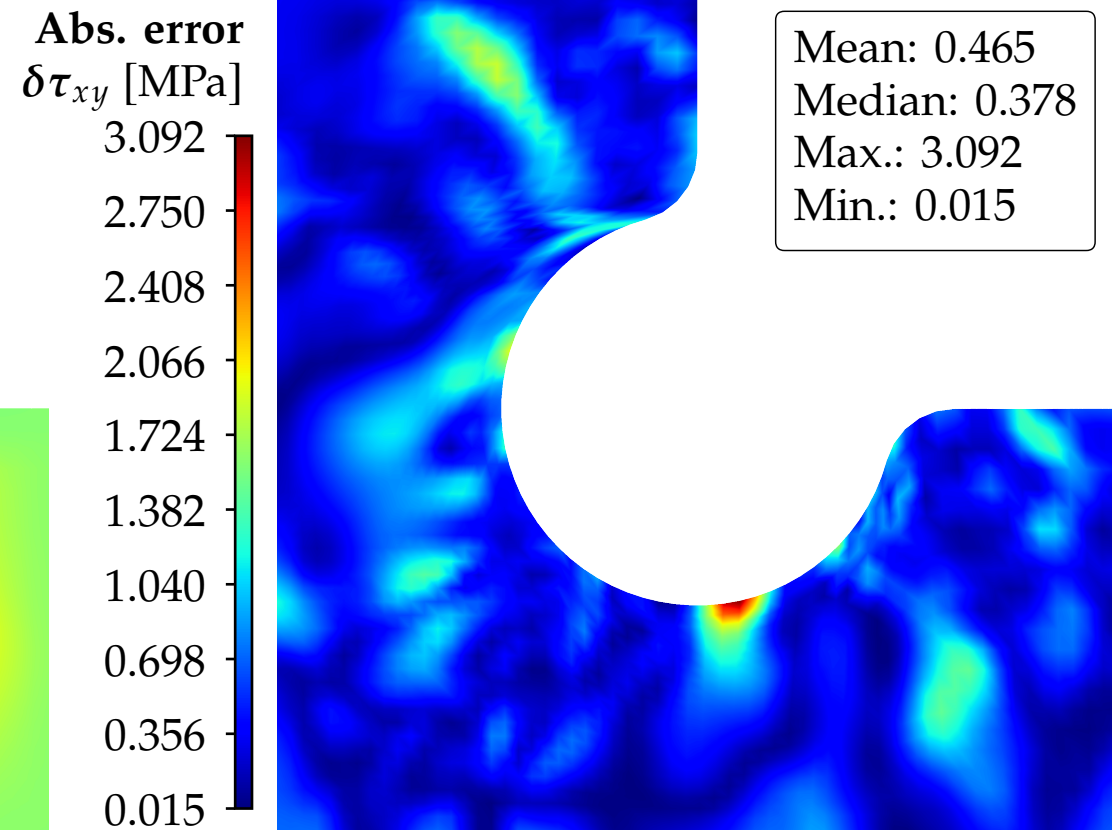 Abs. error
δτxy [MPa]
3.092
2.750
2.408
2.066
1.724
1.382
1.040
0.698
0.356
0.015
Mean: 0.465
Median: 0.378
Max.: 3.092
Min.: 0.015